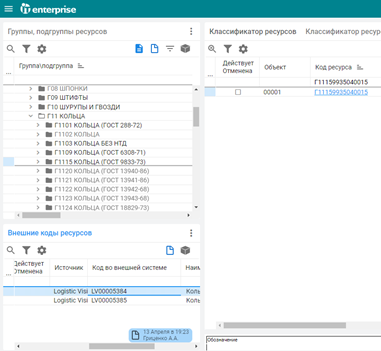 enterprise
Группы, подгруппы ресурсов
Группа\подгруппа
Г08 ШПОНКИ
Г09 ШТИФТЫ
Г10 ШУРУПЫ И ГВОЗДИ
Г11 КОЛЬЦА
Г1101 КОЛЬЦА (ГОСТ 288-72)
Г1102 КОЛЬЦА
Г1103 КОЛЬЦА БЕЗ НТД
Г1109 КОЛЬЦА (ГОСТ 6308-71)
Г1115 КОЛЬЦА (ГОСТ 9833-73)
Г1120 КОЛЬЦА (ГОСТ 13940-86)
Г1121 КОЛЬЦА (ГОСТ 13941-86)
Г1122 КОЛЬЦА (ГОСТ 13942-68)
Г1123 КОЛЬЦА (ГОСТ 13943-68)
Г1124 КОЛЬЦА (ГОСТ 18829-73)
Внешние коды ресурсов
... Действует
Отменена
Источник
Код во внешней системе
Наим
Logistic Visi LV00005384 Коль
Logistic Visi LV00005385 Коль
13 Апреля в 19:23
Гриценко А.А.
Классификатор ресурсов
Классификатор ресурсов
... Действует
Отменена
Объект
Код ресурса
Г11159935040015
00001 Г11159935040015
Обозначение